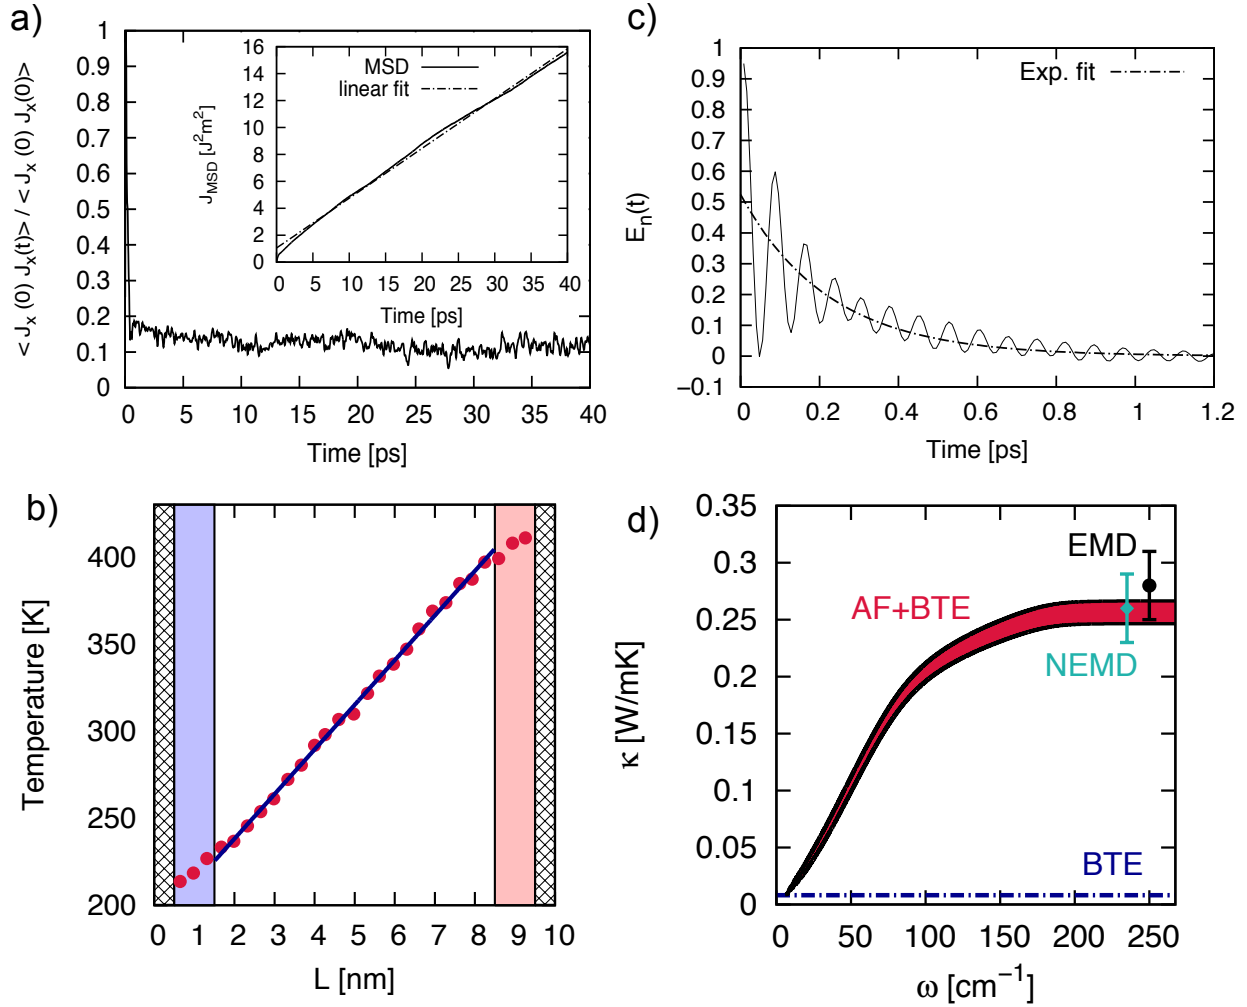 a)
< Jₓ(0) Jₓ(t)> / < Jₓ(0) Jₓ(0)>
1
0.9
0.8
0.7
0.6
0.5
0.4
0.3
0.2
0.1
0
0 5 10 15 20 25 30 35 40
Time [ps]
MSD
linear fit
J_MSD [J²m²]
16
14
12
10
8
6
4
2
0
0 5 10 15 20 25 30 35 40
Time [ps]
c)
Exp. fit
Eₙ(t)
1
0.9
0.8
0.7
0.6
0.5
0.4
0.3
0.2
0.1
0
−0.1
0 0.2 0.4 0.6 0.8 1 1.2
Time [ps]
b)
Temperature [K]
400
350
300
250
200
0 1 2 3 4 5 6 7 8 9 10
L [nm]
d)
κ [W/mK]
0.35
0.3
0.25
0.2
0.15
0.1
0.05
0
EMD
AF+BTE
NEMD
BTE
0 50 100 150 200 250
ω [cm⁻¹]